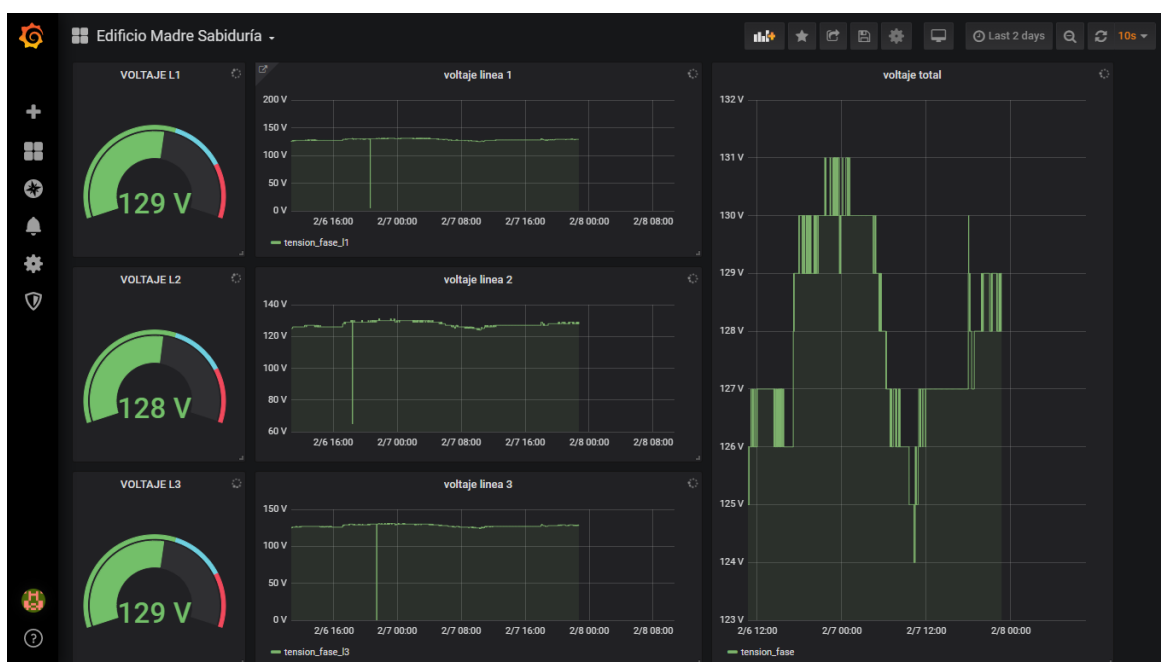 Edificio Madre Sabiduría
Last 2 days
10s
VOLTAJE L1
129 V
voltaje linea 1
200 V
150 V
100 V
50 V
0 V
2/6 16:00 2/7 00:00 2/7 08:00 2/7 16:00 2/8 00:00 2/8 08:00
tension_fase_l1
VOLTAJE L2
128 V
voltaje linea 2
140 V
120 V
100 V
80 V
60 V
2/6 16:00 2/7 00:00 2/7 08:00 2/7 16:00 2/8 00:00 2/8 08:00
VOLTAJE L3
129 V
voltaje linea 3
150 V
100 V
50 V
0 V
2/6 16:00 2/7 00:00 2/7 08:00 2/7 16:00 2/8 00:00 2/8 08:00
tension_fase_l3
voltaje total
132 V
131 V
130 V
129 V
128 V
127 V
126 V
125 V
124 V
123 V
2/6 12:00 2/7 00:00 2/7 12:00 2/8 00:00
tension_fase